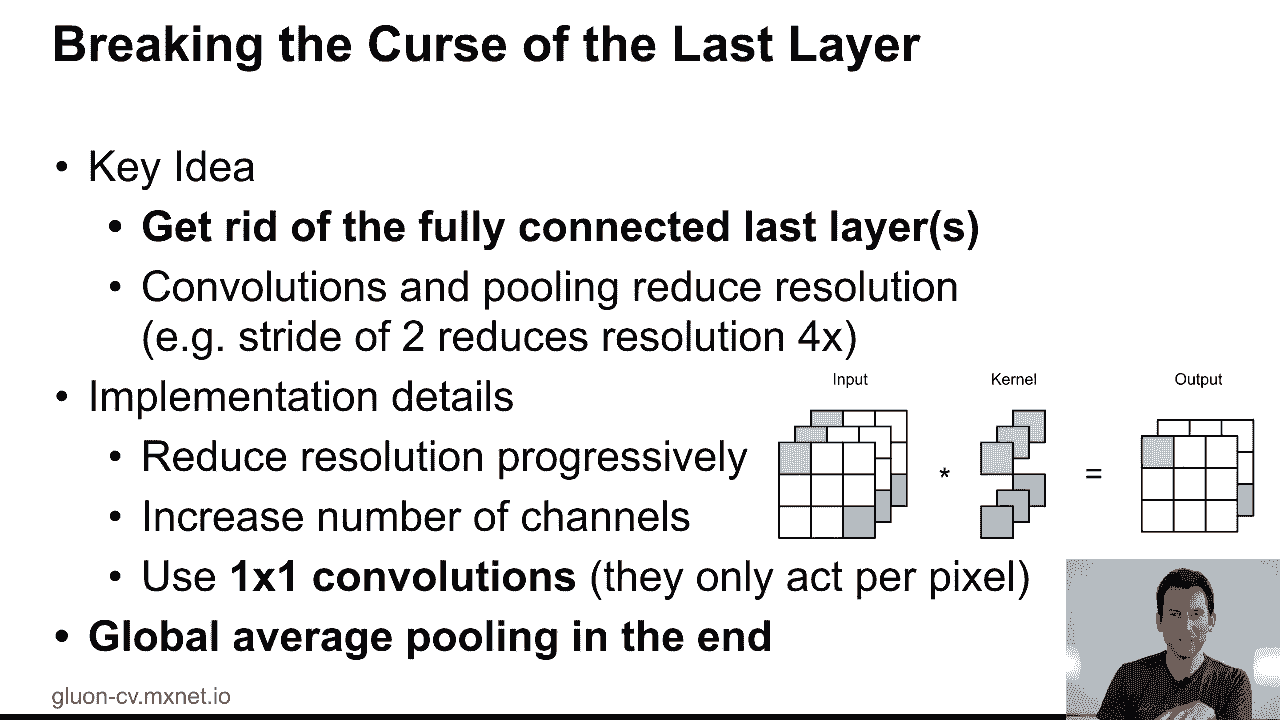 Breaking the Curse of the Last Layer
• Key Idea
• Get rid of the fully connected last layer(s)
• Convolutions and pooling reduce resolution
(e.g. stride of 2 reduces resolution 4x)
• Implementation details
• Reduce resolution progressively
• Increase number of channels
• Use 1x1 convolutions (they only act per pixel)
• Global average pooling in the end
Input Kernel Output
* =
gluon-cv.mxnet.io